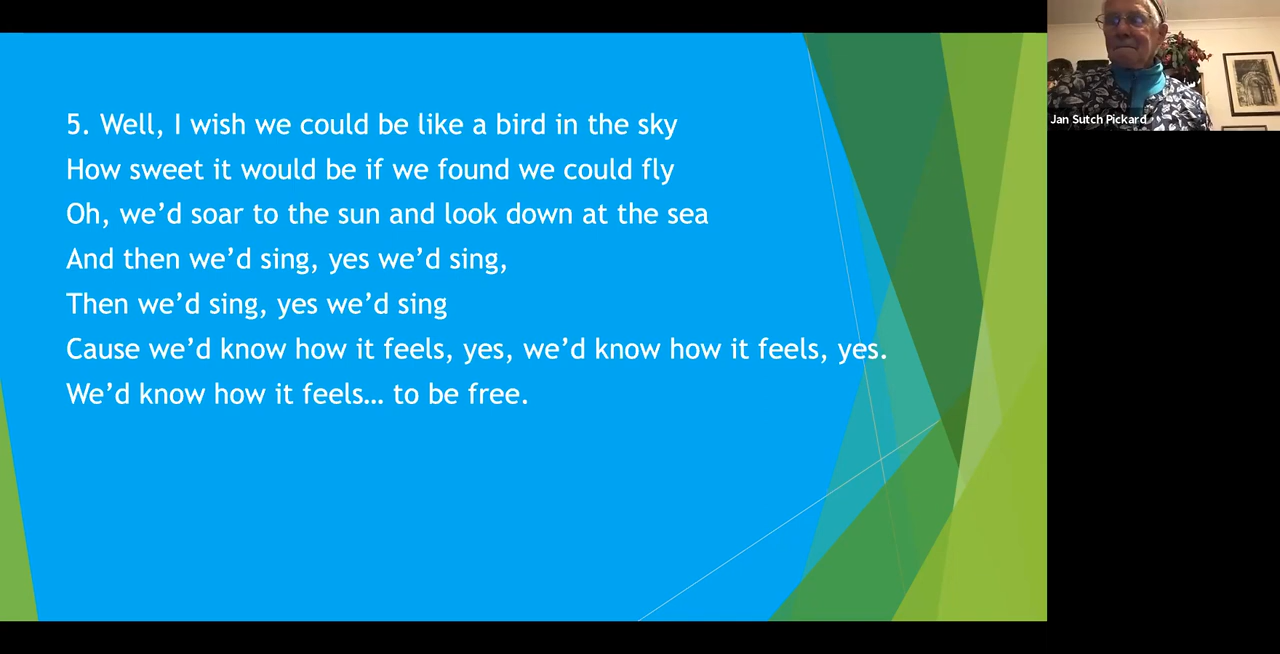 5. Well, I wish we could be like a bird in the sky
How sweet it would be if we found we could fly
Oh, we’d soar to the sun and look down at the sea
And then we’d sing, yes we’d sing,
Then we’d sing, yes we’d sing
Cause we’d know how it feels, yes, we’d know how it feels, yes.
We’d know how it feels… to be free.
Jan Sutch Pickard